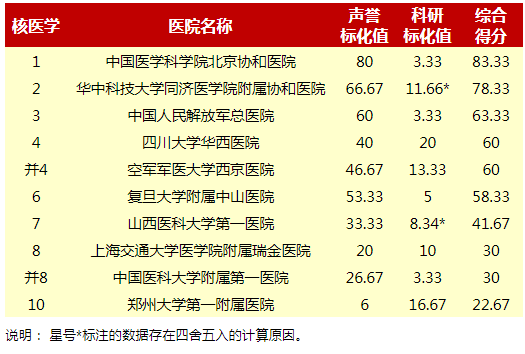 核医学 医院名称 声誉标化值 科研标化值 综合得分
1 中国医学科学院北京协和医院 80 3.33 83.33
2 华中科技大学同济医学院附属协和医院 66.67 11.66* 78.33
3 中国人民解放军总医院 60 3.33 63.33
4 四川大学华西医院 40 20 60
并4 空军军医大学西京医院 46.67 13.33 60
6 复旦大学附属中山医院 53.33 5 58.33
7 山西医科大学第一医院 33.33 8.34* 41.67
8 上海交通大学医学院附属瑞金医院 20 10 30
并8 中国医科大学附属第一医院 26.67 3.33 30
10 郑州大学第一附属医院 6 16.67 22.67
说明： 星号*标注的数据存在四舍五入的计算原因。